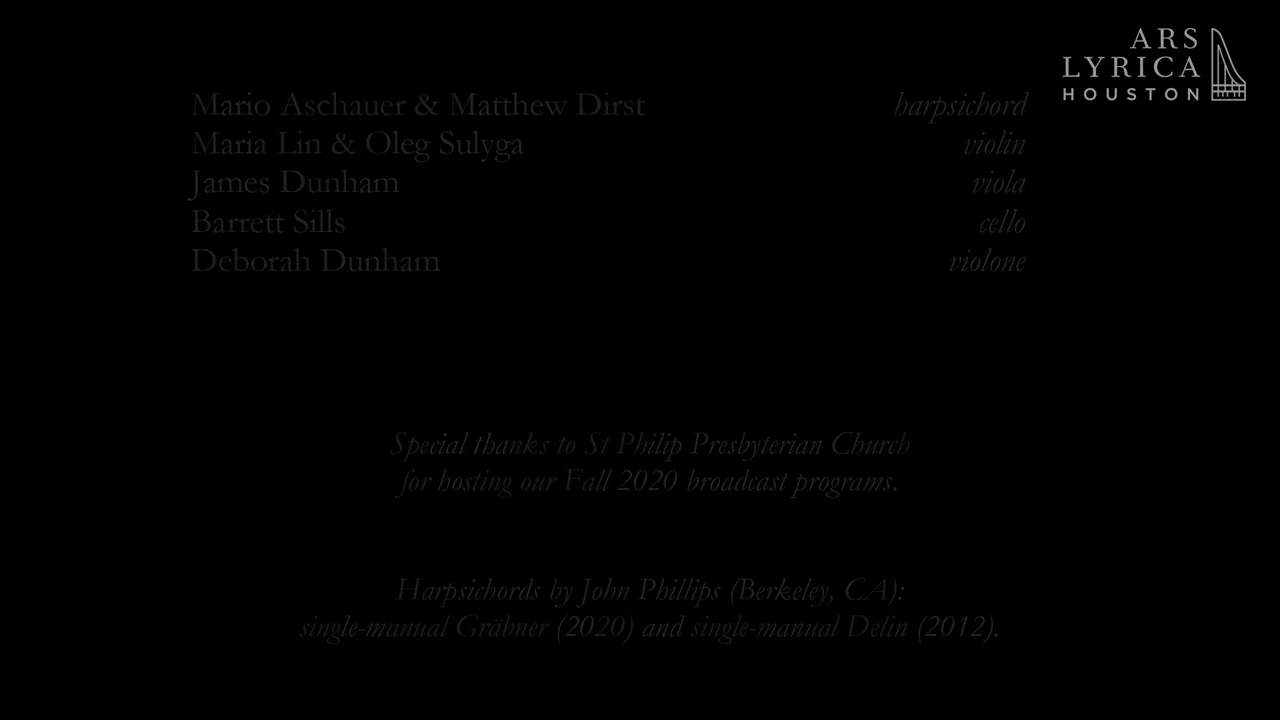 ARS
LYRICA
HOUSTON
Mario Aschauer & Matthew Dirst harpsichord
Maria Lin & Oleg Sulyga violin
James Dunham viola
Barrett Sills cello
Deborah Dunham violone
Special thanks to St Philip Presbyterian Church
for hosting our Fall 2020 broadcast programs.
Harpsichords by John Phillips (Berkeley, CA):
single-manual Gräbner (2020) and single-manual Delin (2012).